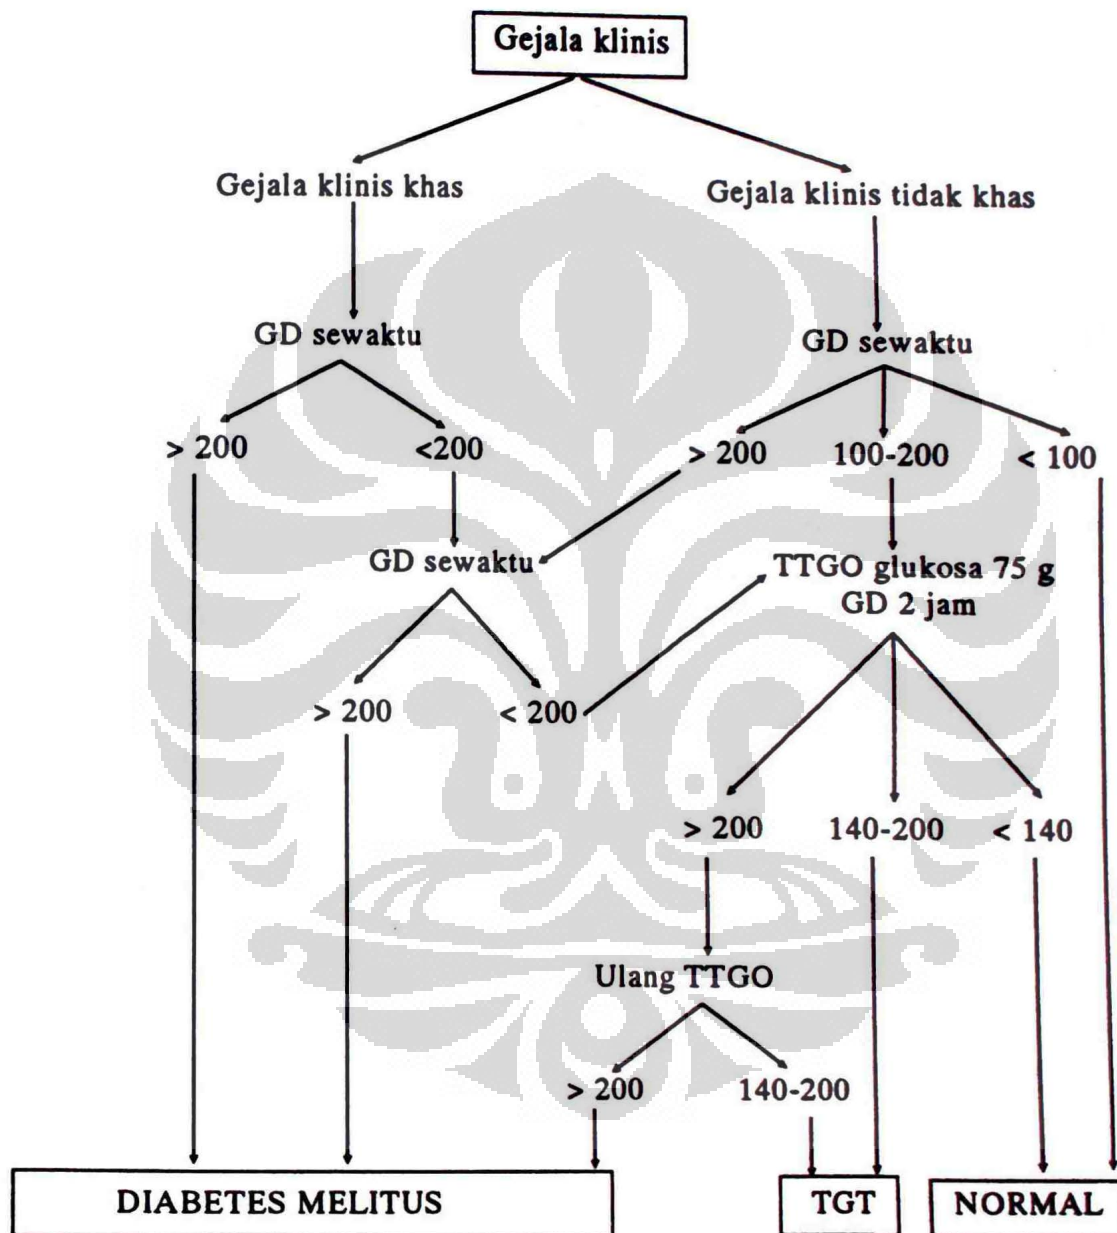 Gejala klinis
Gejala klinis khas
Gejala klinis tidak khas
GD sewaktu
GD sewaktu
> 200
<200
> 200
100-200
< 100
GD sewaktu
TTGO glukosa 75 g
GD 2 jam
> 200
< 200
> 200
140-200
< 140
Ulang TTGO
> 200
140-200
DIABETES MELITUS
TGT
NORMAL